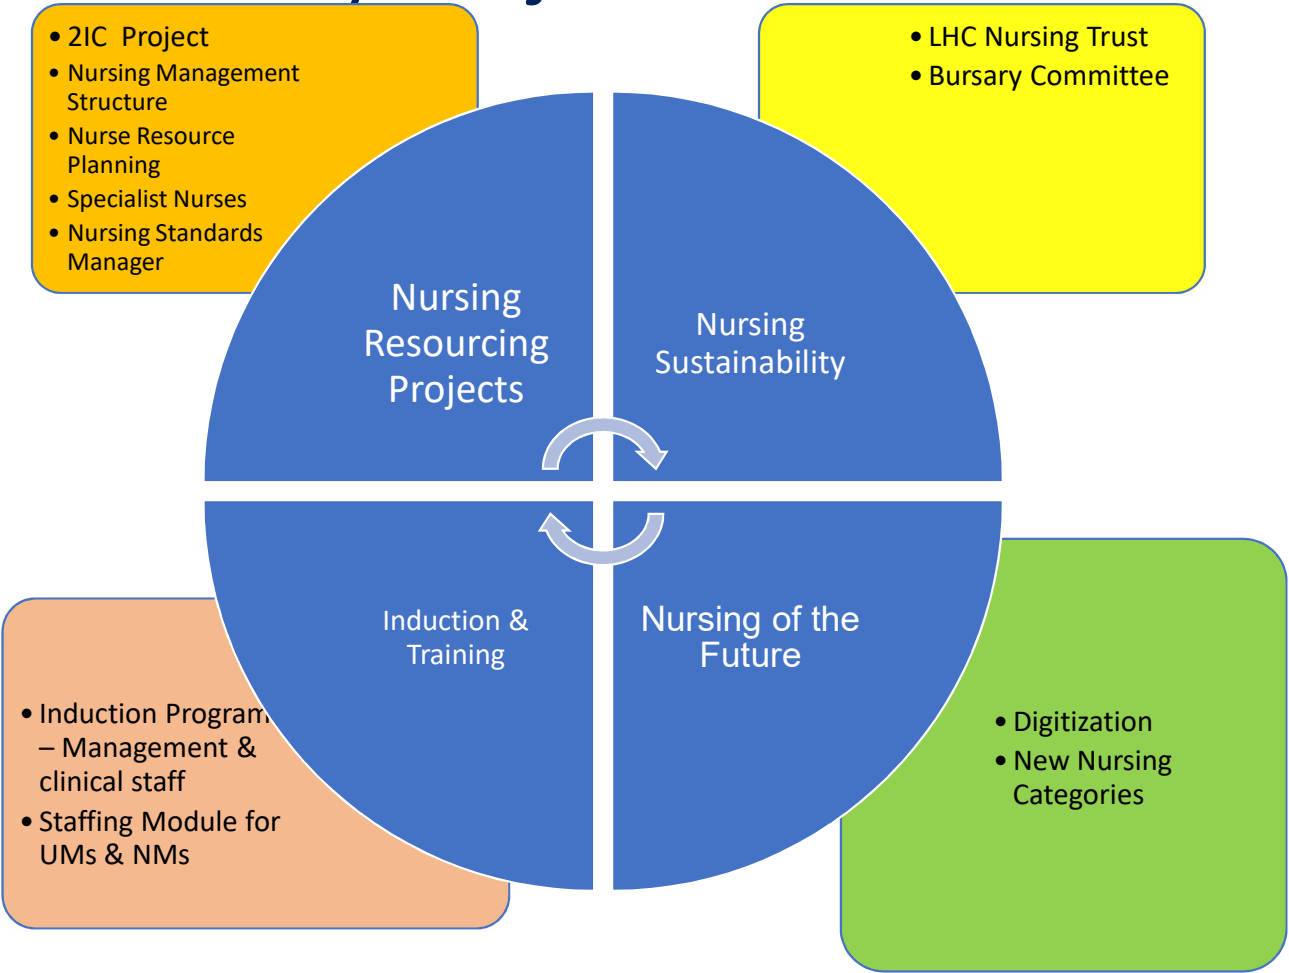 • 2IC Project
• Nursing Management
Structure
• Nurse Resource
Planning
• Specialist Nurses
• Nursing Standards
Manager
• LHC Nursing Trust
• Bursary Committee
Nursing
Resourcing
Projects
Nursing
Sustainability
Induction &
Training
Nursing of the
Future
• Induction Program
– Management &
clinical staff
• Staffing Module for
UMs & NMs
• Digitization
• New Nursing
Categories